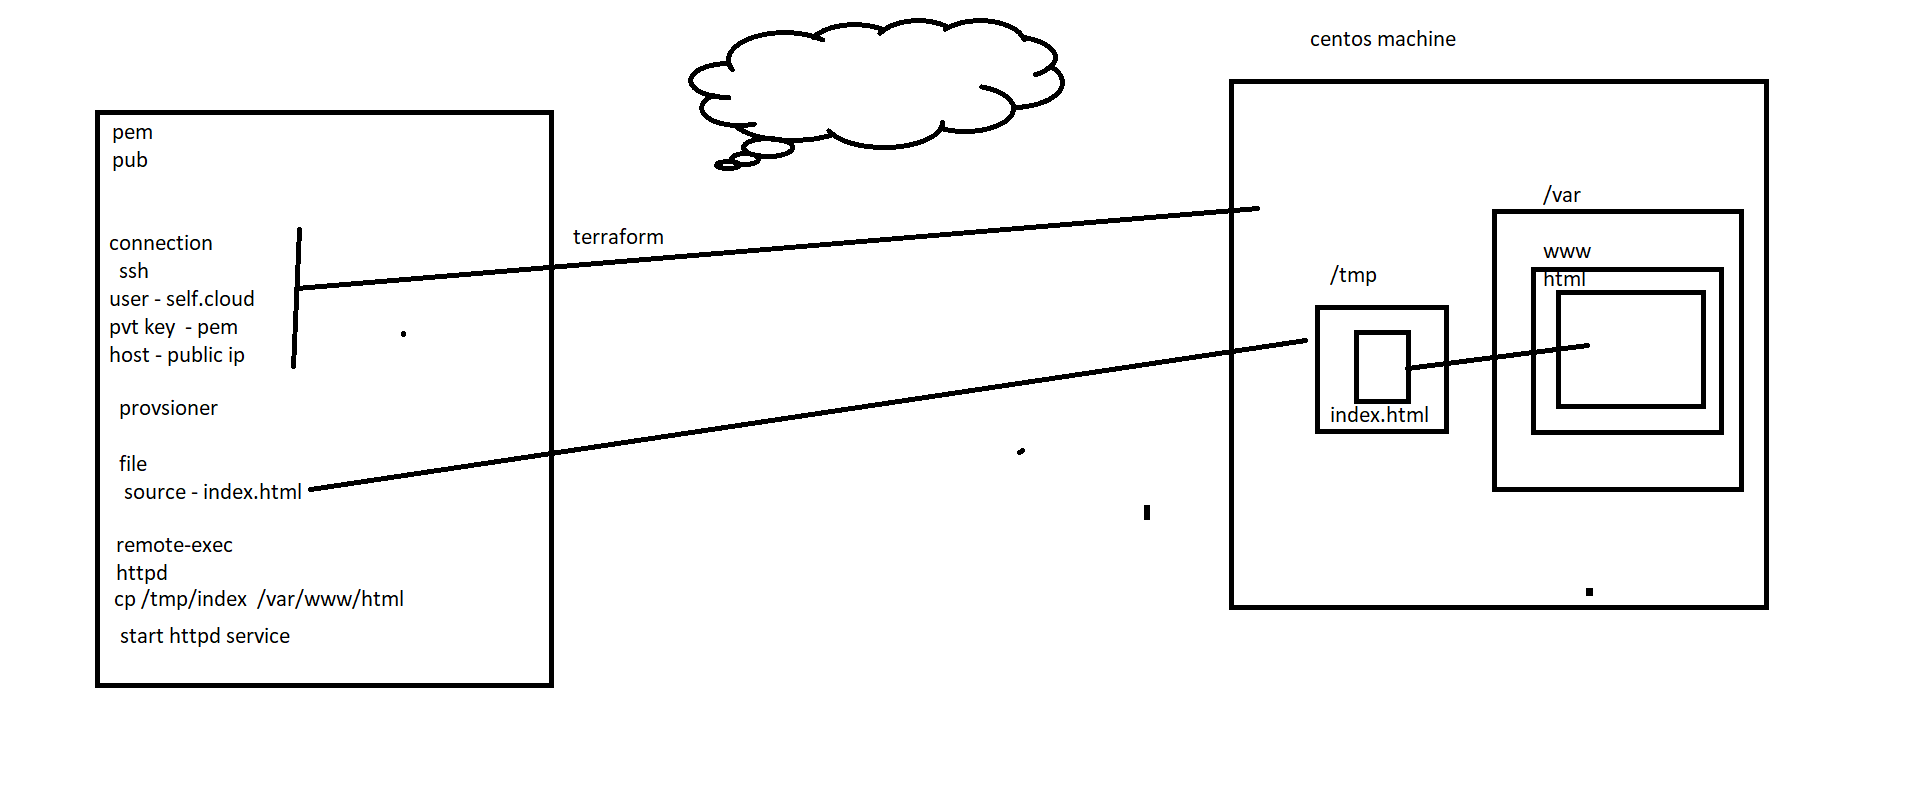 centos machine
pem
pub
connection
ssh
user - self.cloud
pvt key  - pem
host - public ip
provsioner
file
source - index.html
remote-exec
httpd
cp /tmp/index  /var/www/html
start httpd service
terraform
/tmp
index.html
/var
www
html